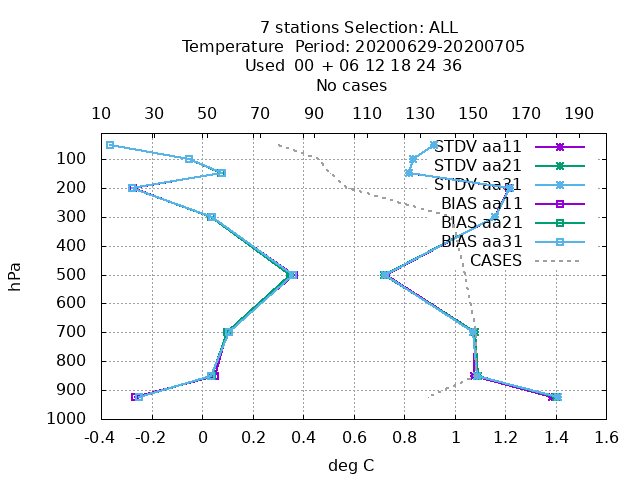 7 stations Selection: ALL
Temperature  Period: 20200629-20200705
Used  00 + 06 12 18 24 36
No cases
10 30 50 70 90 110 130 150 170 190
STDV aa11
STDV aa21
STDV aa31
BIAS aa11
BIAS aa21
BIAS aa31
CASES
hPa
100
200
300
400
500
600
700
800
900
1000
-0.4 -0.2 0 0.2 0.4 0.6 0.8 1 1.2 1.4 1.6
deg C